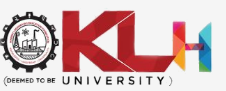 KLH
(DEEMED TO BE UNIVERSITY)